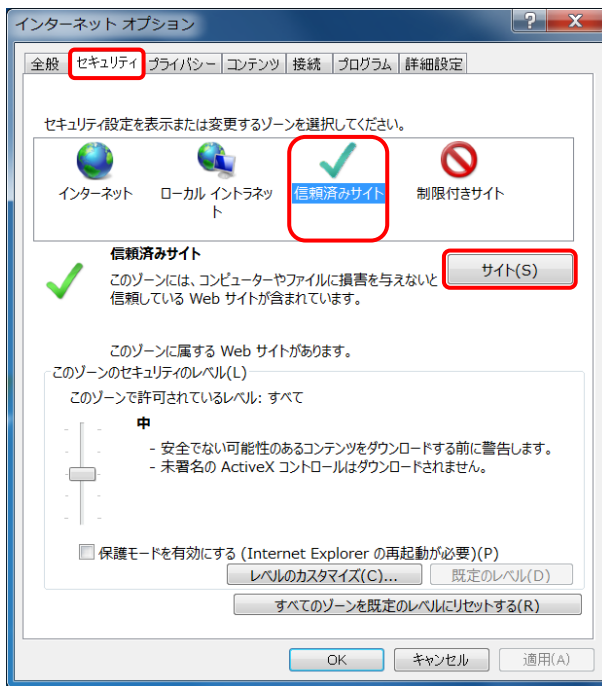 インターネット オプション
全般 セキュリティ プライバシー コンテンツ 接続 プログラム 詳細設定
セキュリティ設定を表示または変更するゾーンを選択してください。
インターネット ローカル イントラネッ 信頼済みサイト 制限付きサイト
ト
信頼済みサイト
サイト(S)
このゾーンには、コンピューターやファイルに損害を与えないと
信頼している Web サイトが含まれています。
このゾーンに属する Web サイトがあります。
このゾーンのセキュリティのレベル(L)
このゾーンで許可されているレベル: すべて
中
- 安全でない可能性のあるコンテンツをダウンロードする前に警告します。
- 未署名の ActiveX コントロールはダウンロードされません。
保護モードを有効にする (Internet Explorer の再起動が必要)(P)
レベルのカスタマイズ(C)... 既定のレベル(D)
すべてのゾーンを既定のレベルにリセットする(R)
OK キャンセル 適用(A)